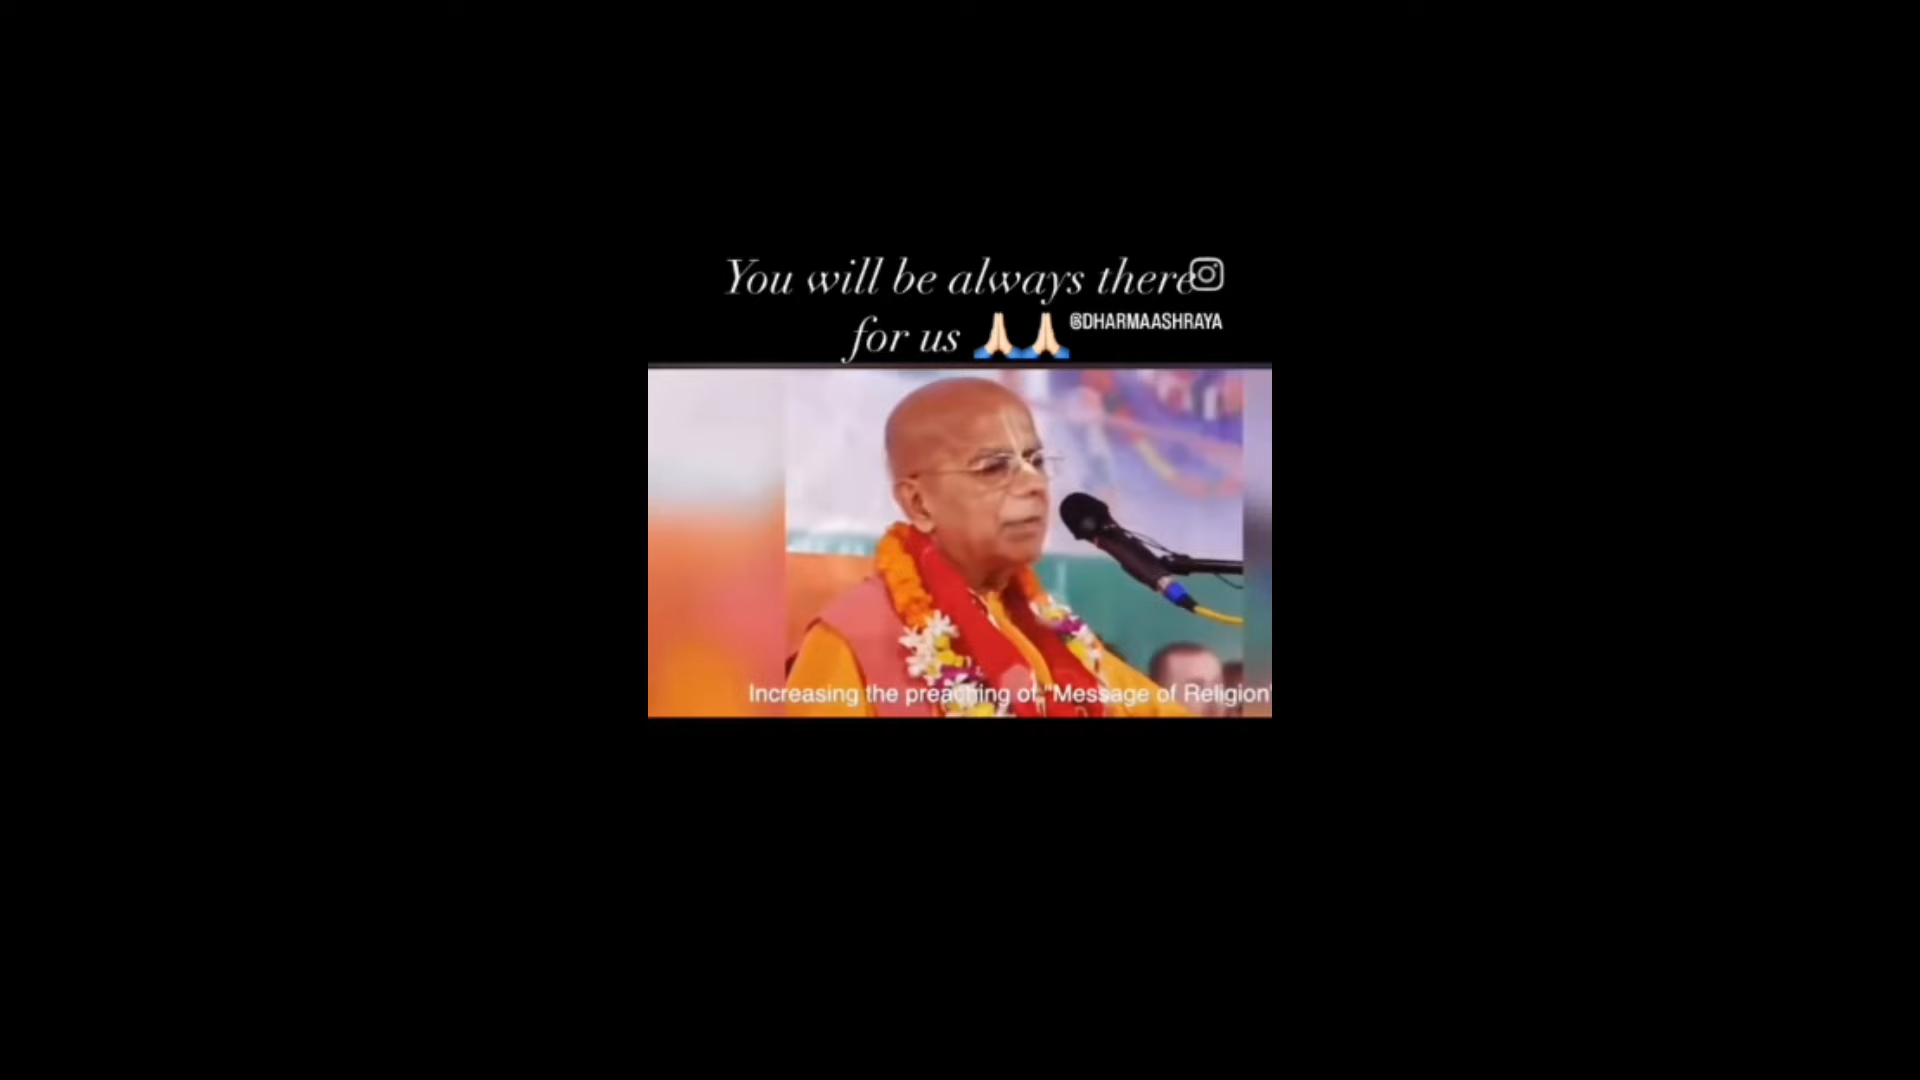 You will be always there
for us 🙏🏻🙏🏻
@DHARMAASHRAYA
Increasing the preaching of "Message of Religion"